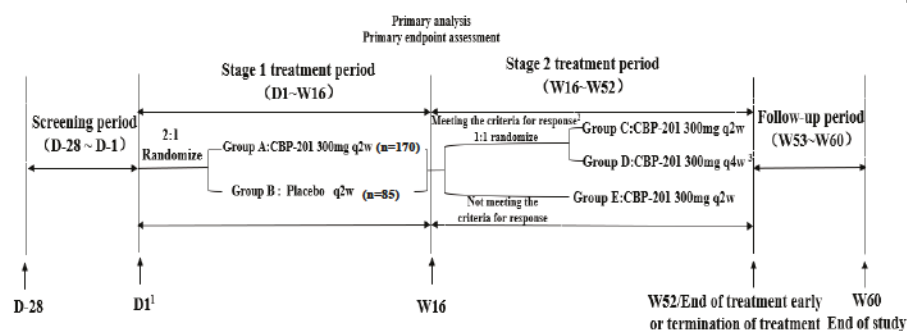 Primary analysis
Primary endpoint assessment
Stage 1 treatment period
(D1~W16)
Stage 2 treatment period
(W16~W52)
Screening period
(D-28 ~ D-1)
2:1
Randomize
Group A:CBP-201 300mg q2w (n=170)
Group B : Placebo q2w (n=85)
Meeting the criteria for response²
1:1 randomize
Group C:CBP-201 300mg q2w
Group D:CBP-201 300mg q4w ³
Group E:CBP-201 300mg q2w
Not meeting the
criteria for response
Follow-up period
(W53~W60)
D-28
D1¹
W16
W52/End of treatment early
or termination of treatment
W60
End of study